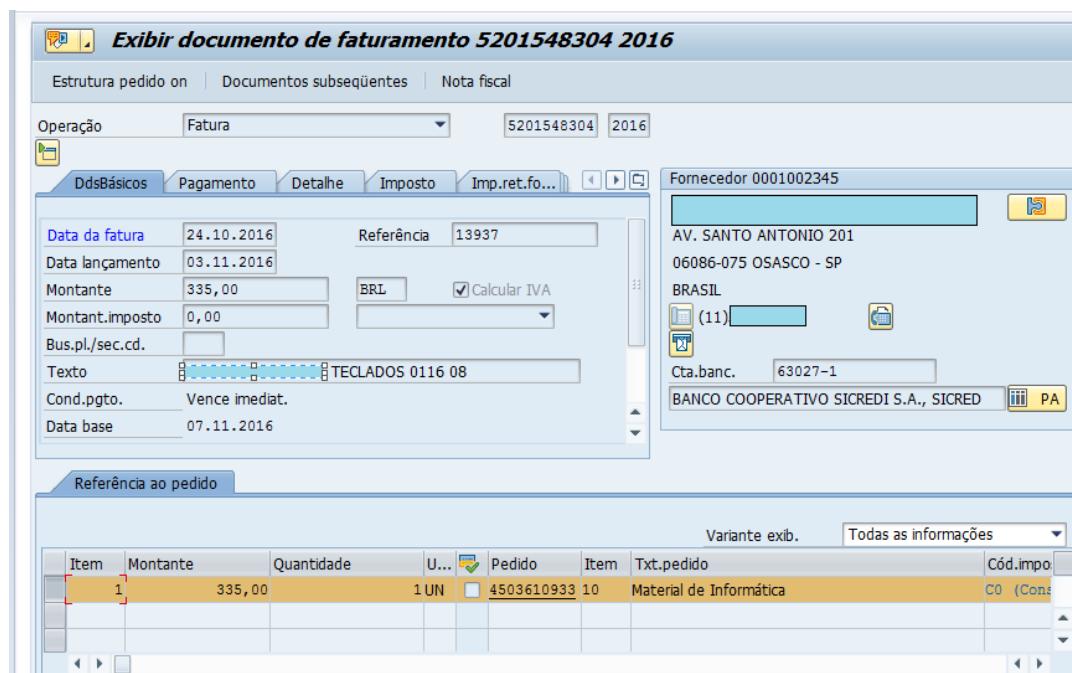 Exibir documento de faturamento 5201548304 2016
Estrutura pedido on Documentos subseqüentes Nota fiscal
Operação Fatura 5201548304 2016
DdsBásicos Pagamento Detalhe Imposto Imp.ret.fo...
Data da fatura 24.10.2016 Referência 13937
Data lançamento 03.11.2016
Montante 335,00 BRL Calcular IVA
Montant.imposto 0,00
Bus.pl./sec.cd.
Texto TECLADOS 0116 08
Cond.pgto. Vence imediat.
Data base 07.11.2016
Fornecedor 0001002345
AV. SANTO ANTONIO 201
06086-075 OSASCO - SP
BRASIL
(11)
Cta.banc. 63027-1
BANCO COOPERATIVO SICREDI S.A., SICRED PA
Referência ao pedido
Variante exib. Todas as informações
Item Montante Quantidade U... Pedido Item Txt.pedido Cód.impo
1 335,00 1 UN 4503610933 10 Material de Informática C0 (Cons